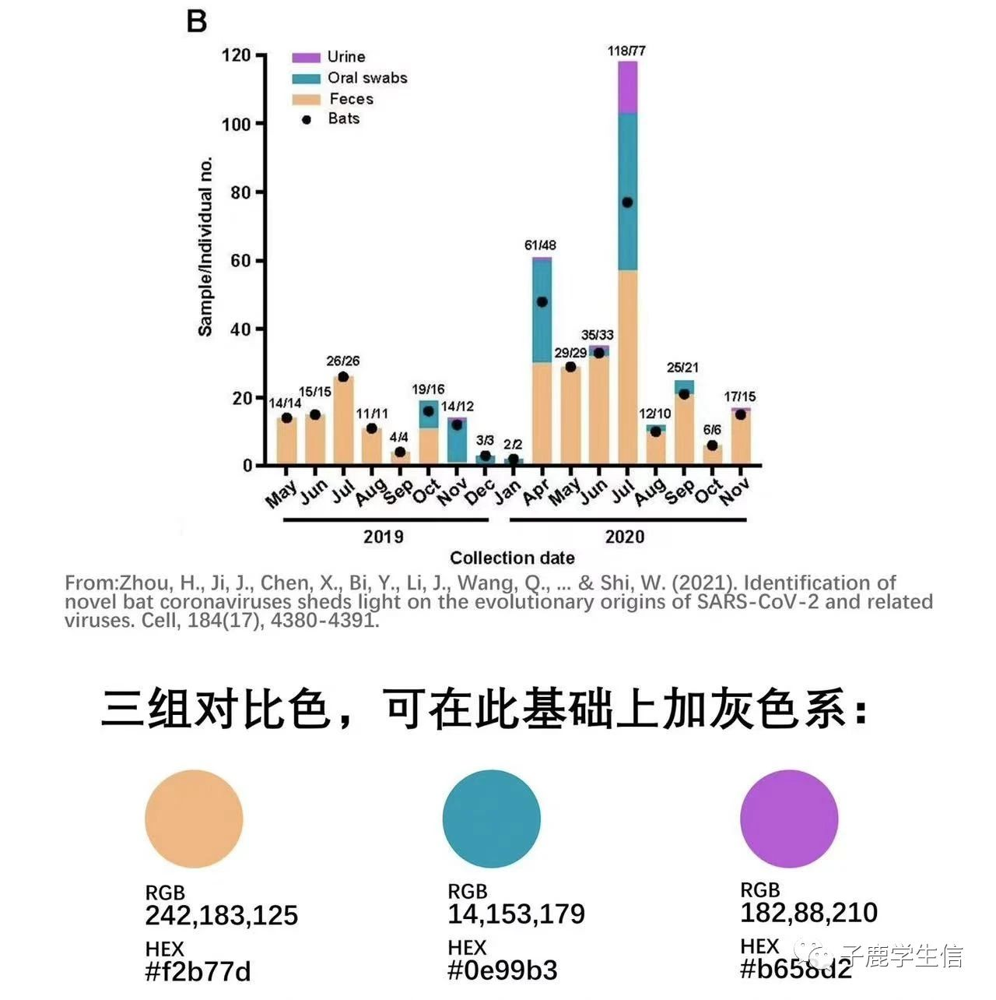 B
120
100
80
60
40
20
0
Sample/Individual no.
Urine
Oral swabs
Feces
Bats
14/14
15/15
26/26
11/11
4/4
19/16
14/12
3/3
2/2
61/48
29/29
35/33
118/77
12/10
25/21
6/6
17/15
May Jun Jul Aug Sep Oct Nov Dec Jan Apr May Jun Jul Aug Sep Oct Nov
2019 2020
Collection date
From:Zhou, H., Ji, J., Chen, X., Bi, Y., Li, J., Wang, Q., ... & Shi, W. (2021). Identification of
novel bat coronaviruses sheds light on the evolutionary origins of SARS-CoV-2 and related
viruses. Cell, 184(17), 4380-4391.
三组对比色，可在此基础上加灰色系：
RGB RGB RGB
242,183,125 14,153,179 182,88,210
HEX HEX HEX
#f2b77d #0e99b3 #b658d2
子鹿学生信